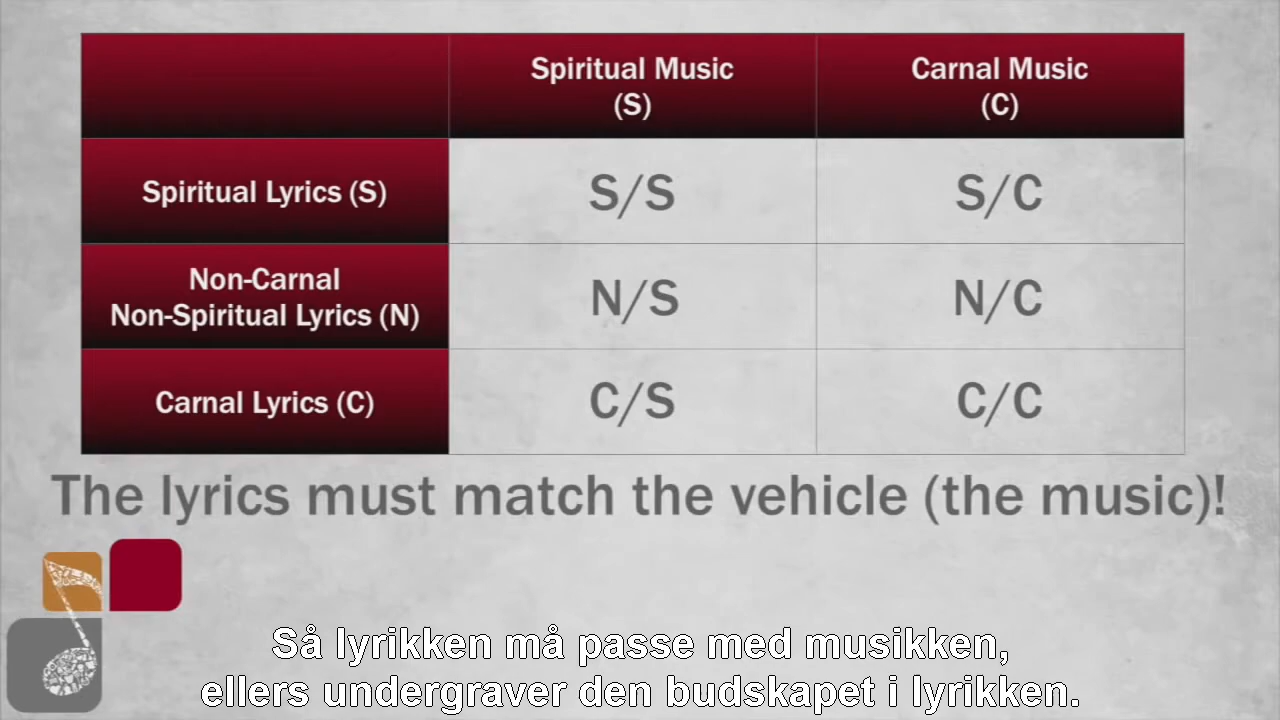 Spiritual Music
(S)
Carnal Music
(C)
Spiritual Lyrics (S)
S/S
S/C
Non-Carnal
Non-Spiritual Lyrics (N)
N/S
N/C
Carnal Lyrics (C)
C/S
C/C
The lyrics must match the vehicle (the music)!
Så lyrikken må passe med musikken,
ellers undergraver den budskapet i lyrikken.